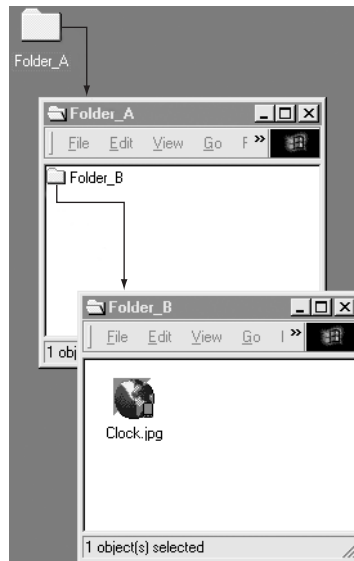 Folder_A
Folder_A
File Edit View Go F »
Folder_B
1 obj
Folder_B
File Edit View Go »
Clock.jpg
1 object(s) selected